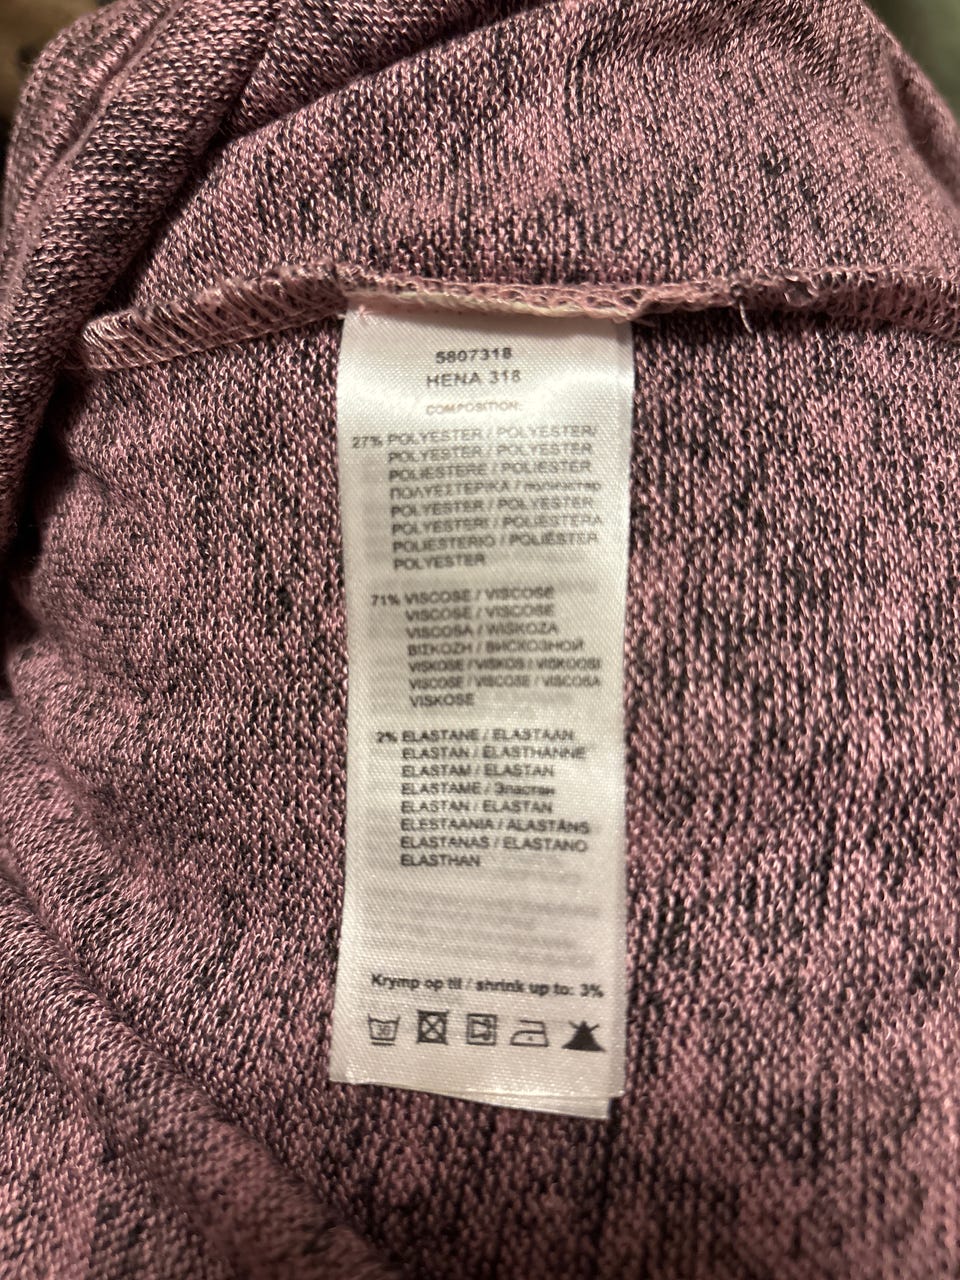 5807318
HENA 318
COMPOSITION:
27% POLYESTER / POLYESTER/
POLYESTER / POLYESTER
POLIESTERE / POLIESTER
ΠΟΛΥΕΣΤΕΡΙΚΑ / полиэстер
POLYESTER / POLYESTER
POLYESTERI / POLIESTERA
POLIESTERIO / POLIÉSTER
POLYESTER
71% VISCOSE / VISCOSE
VISCOSE / VISCOSE
VISCOSA / WISKOZA
ΒΙΣΚΟΖΗ / ВИСКОЗНОЙ
VISKOSE / VISKOS / VISKOOSI
VISCOSE / VISCOSE / VISCOSA
VISKOSE
2% ELASTANE / ELASTAAN
ELASTAN / ÉLASTHANNE
ELASTAM / ELASTAN
ELASTAME / Эластан
ELASTAN / ELASTAN
ELESTAANIA / ALASTĀNS
ELASTANAS / ELASTANO
ELASTHAN
Krymp op til / shrink up to: 3%
30